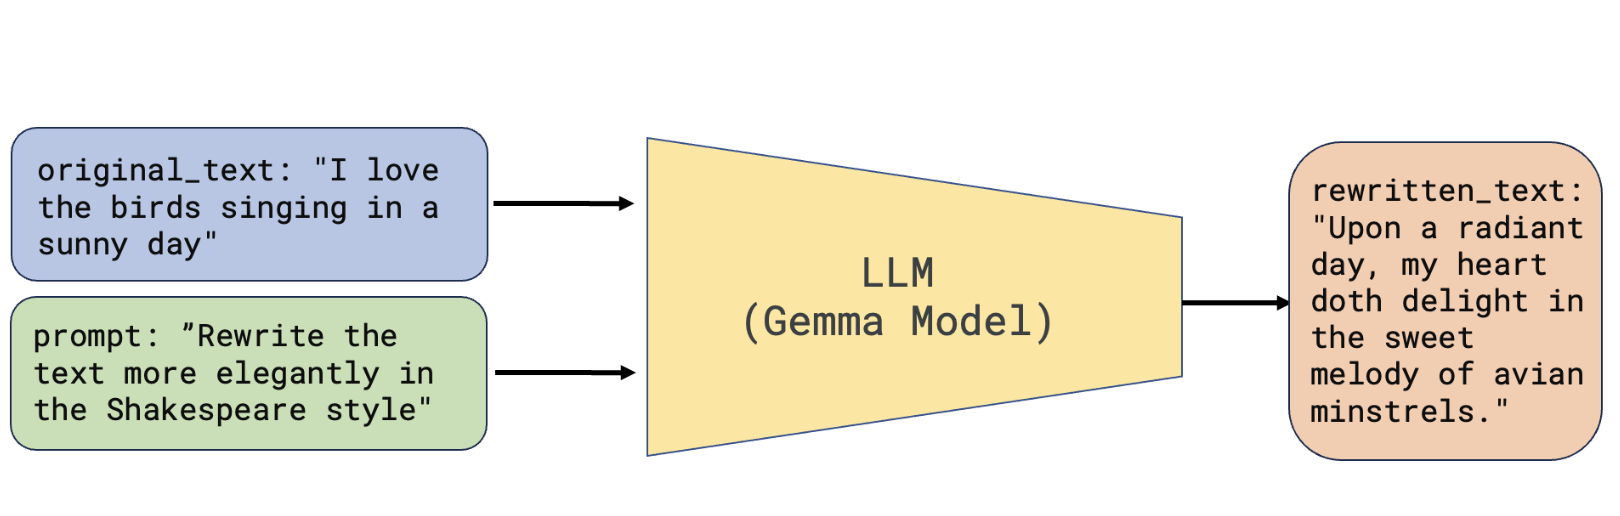 original_text: "I love
the birds singing in a
sunny day"
prompt: ”Rewrite the
text more elegantly in
the Shakespeare style"
LLM
(Gemma Model)
rewritten_text:
"Upon a radiant
day, my heart
doth delight in
the sweet
melody of avian
minstrels."